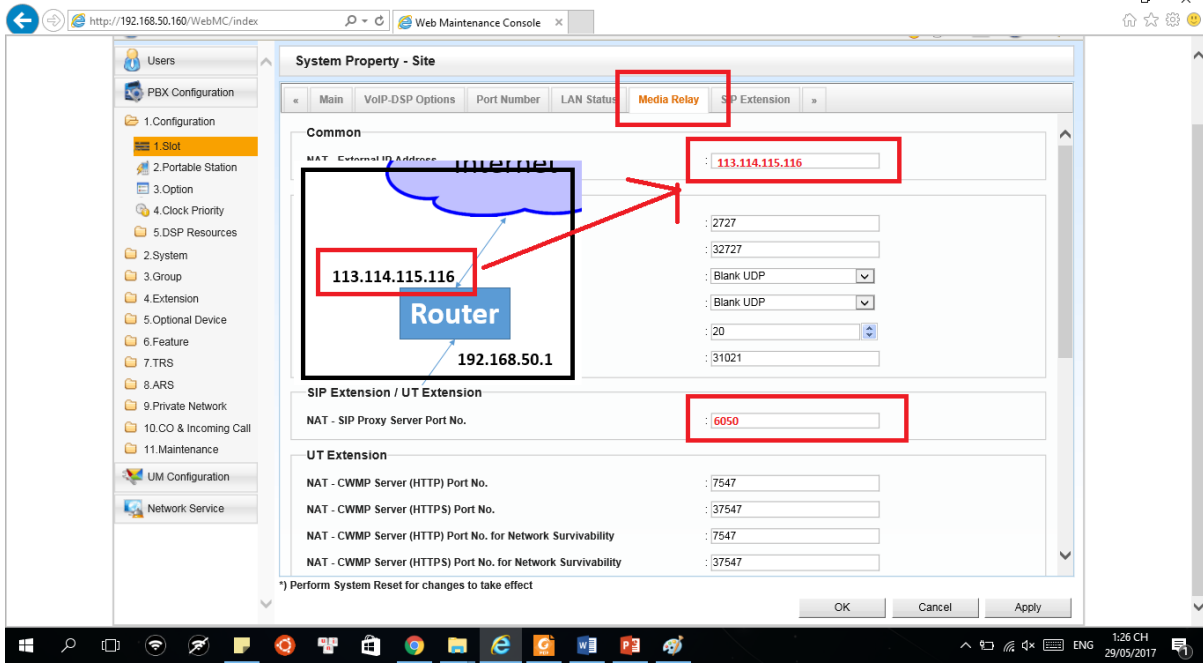 http://192.168.50.160/WebMC/index
Web Maintenance Console
Users
PBX Configuration
1.Configuration
1.Slot
2.Portable Station
3.Option
4.Clock Priority
5.DSP Resources
2.System
3.Group
4.Extension
5.Optional Device
6.Feature
7.TRS
8.ARS
9.Private Network
10.CO & Incoming Call
11.Maintenance
UM Configuration
Network Service
System Property - Site
« Main VoIP-DSP Options Port Number LAN Status Media Relay SIP Extension »
Common
NAT - External IP Address : 113.114.115.116
Internet
113.114.115.116
Router
192.168.50.1
: 2727
: 32727
: Blank UDP
: Blank UDP
: 20
: 31021
SIP Extension / UT Extension
NAT - SIP Proxy Server Port No. : 6050
UT Extension
NAT - CWMP Server (HTTP) Port No. : 7547
NAT - CWMP Server (HTTPS) Port No. : 37547
NAT - CWMP Server (HTTP) Port No. for Network Survivability : 7547
NAT - CWMP Server (HTTPS) Port No. for Network Survivability : 37547
*) Perform System Reset for changes to take effect
OK Cancel Apply
ENG
1:26 CH
29/05/2017